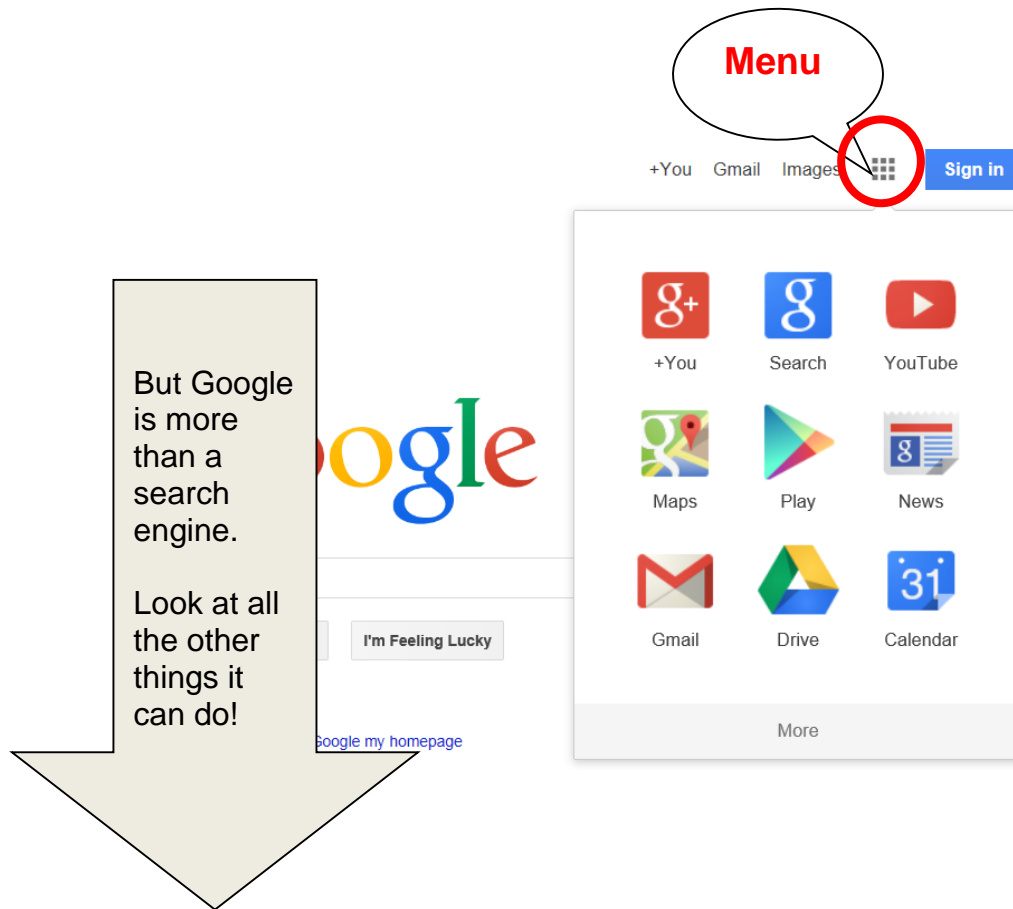 Menu
+You Gmail Images Sign in
g+ g
+You Search YouTube
g
Maps Play News
31
Gmail Drive Calendar
More
But Google
is more
than a
search
engine.
Look at all
the other
things it
can do!
oogle
I'm Feeling Lucky
Google my homepage